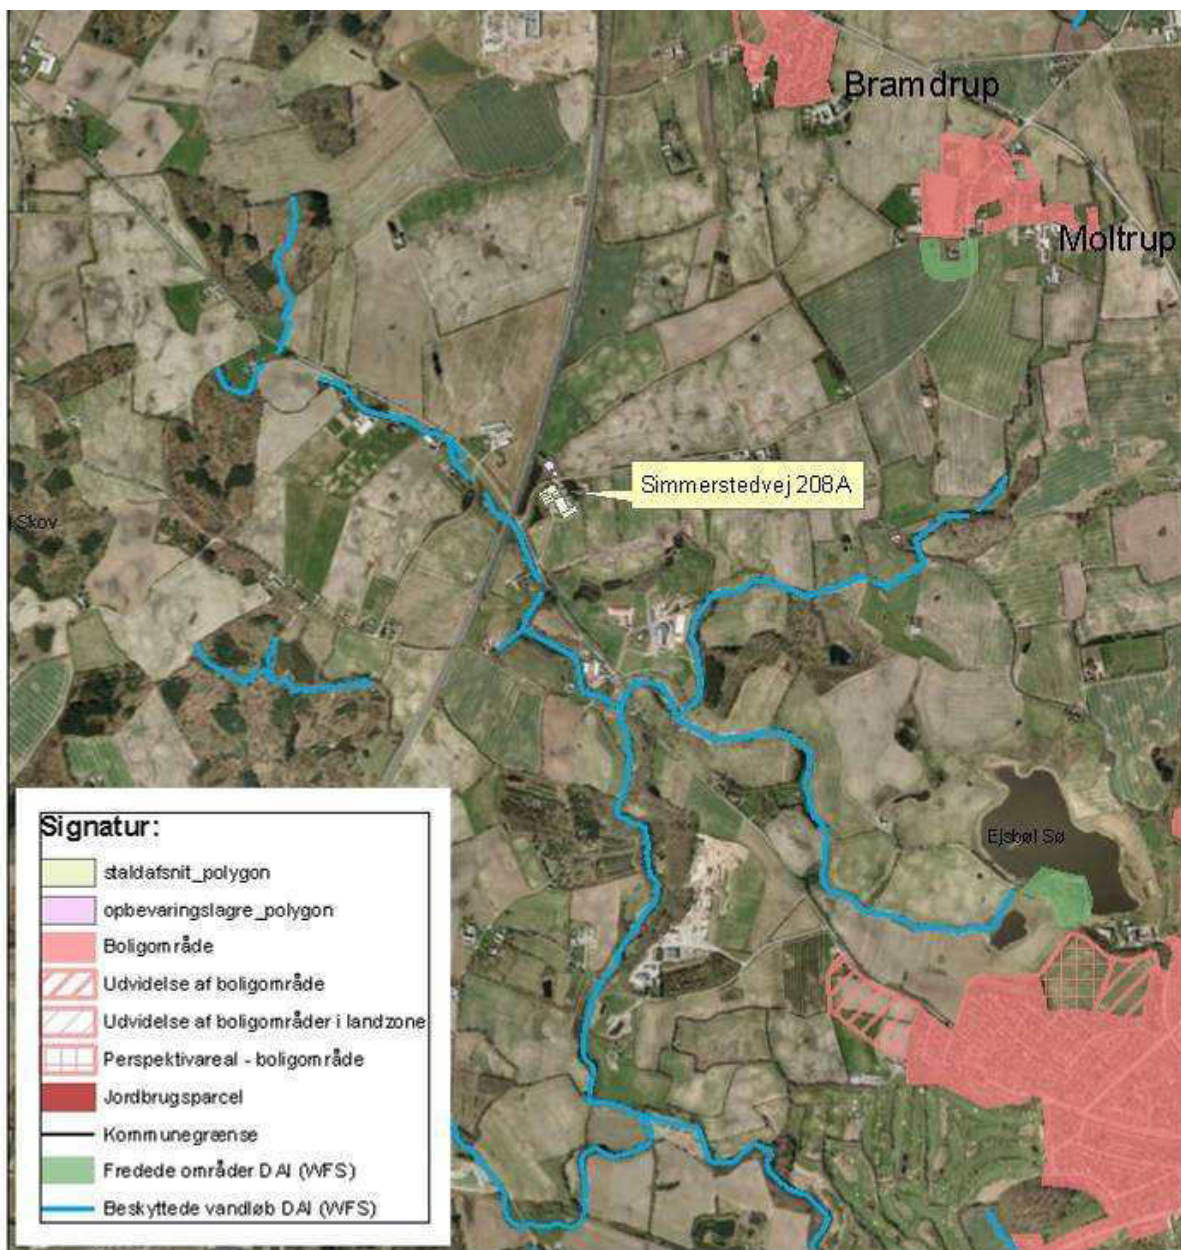 Bramdrup
Moltrup
Simmerstedvej 208A
Skov
Ejsbøl Sø
Signatur:
staldafsnit_polygon
opbevaringslagre_polygon
Boligområde
Udvidelse af boligområde
Udvidelse af boligområder i landzone
Perspektivareal - boligområde
Jordbrugsparcel
Kommunegrænse
Fredede områder DAI (WFS)
Beskyttede vandløb DAI (WFS)